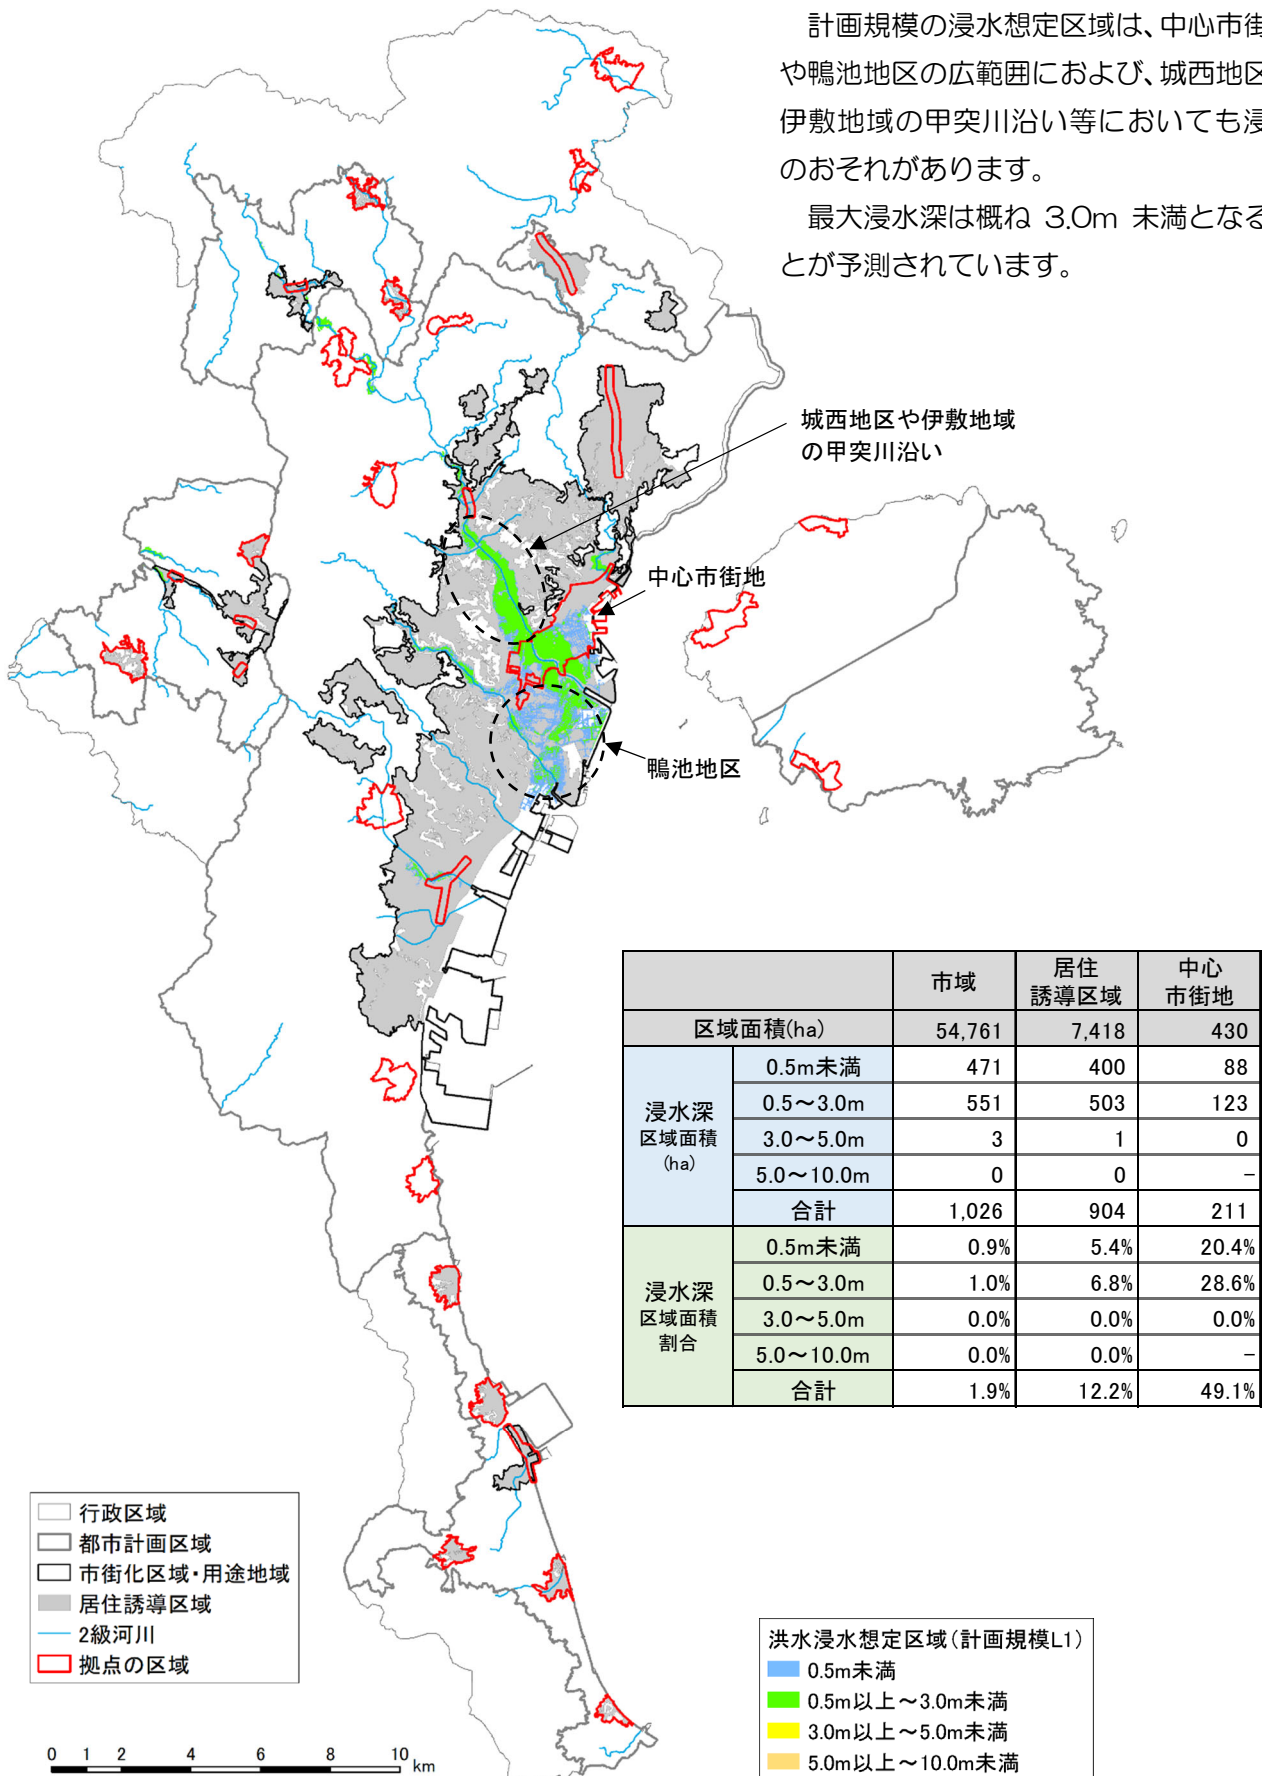 計画規模の浸水想定区域は、中心市街
や鴨池地区の広範囲におよび、城西地区
伊敷地域の甲突川沿い等においても浸
のおそれがあります。
最大浸水深は概ね 3.0m 未満となる
とが予測されています。
城西地区や伊敷地域
の甲突川沿い
中心市街地
鴨池地区
市域 居住誘導区域 中心市街地
区域面積(ha) 54,761 7,418 430
浸水深区域面積(ha)
0.5m未満 471 400 88
0.5～3.0m 551 503 123
3.0～5.0m 3 1 0
5.0～10.0m 0 0 －
合計 1,026 904 211
浸水深区域面積割合
0.5m未満 0.9% 5.4% 20.4%
0.5～3.0m 1.0% 6.8% 28.6%
3.0～5.0m 0.0% 0.0% 0.0%
5.0～10.0m 0.0% 0.0% －
合計 1.9% 12.2% 49.1%
行政区域
都市計画区域
市街化区域・用途地域
居住誘導区域
2級河川
拠点の区域
0 1 2 4 6 8 10 km
洪水浸水想定区域（計画規模L1）
0.5m未満
0.5m以上～3.0m未満
3.0m以上～5.0m未満
5.0m以上～10.0m未満